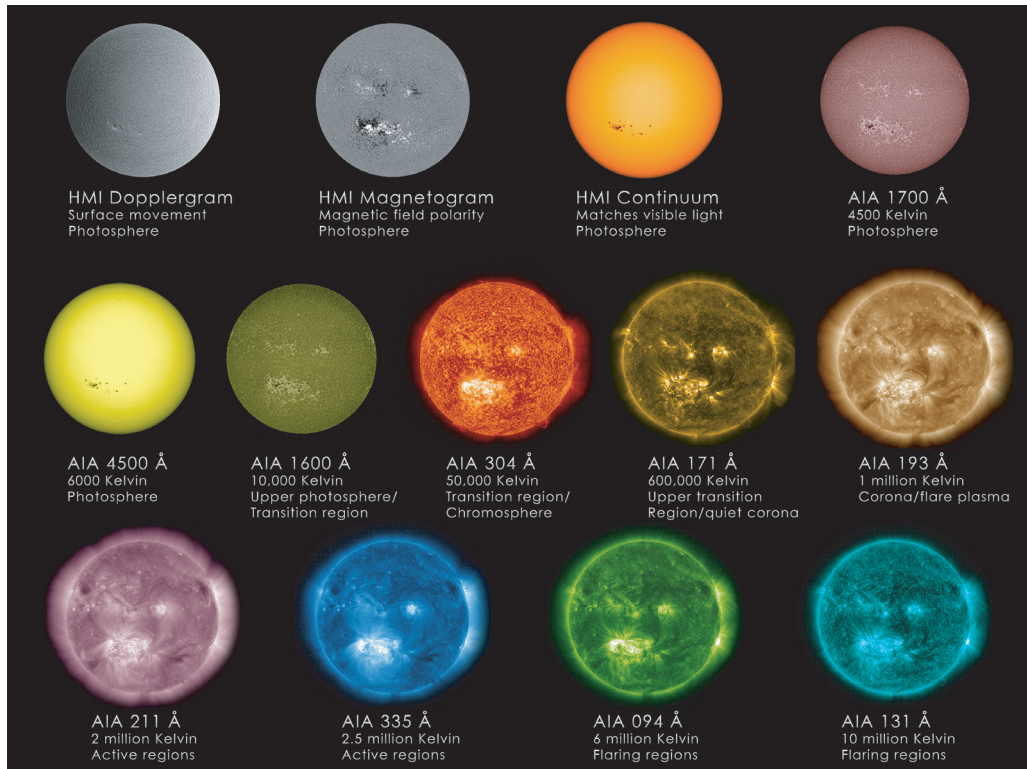 HMI Dopplergram
Surface movement
Photosphere
HMI Magnetogram
Magnetic field polarity
Photosphere
HMI Continuum
Matches visible light
Photosphere
AIA 1700 Å
4500 Kelvin
Photosphere
AIA 4500 Å
6000 Kelvin
Photosphere
AIA 1600 Å
10,000 Kelvin
Upper photosphere/
Transition region
AIA 304 Å
50,000 Kelvin
Transition region/
Chromosphere
AIA 171 Å
600,000 Kelvin
Upper transition
Region/quiet corona
AIA 193 Å
1 million Kelvin
Corona/flare plasma
AIA 211 Å
2 million Kelvin
Active regions
AIA 335 Å
2.5 million Kelvin
Active regions
AIA 094 Å
6 million Kelvin
Flaring regions
AIA 131 Å
10 million Kelvin
Flaring regions